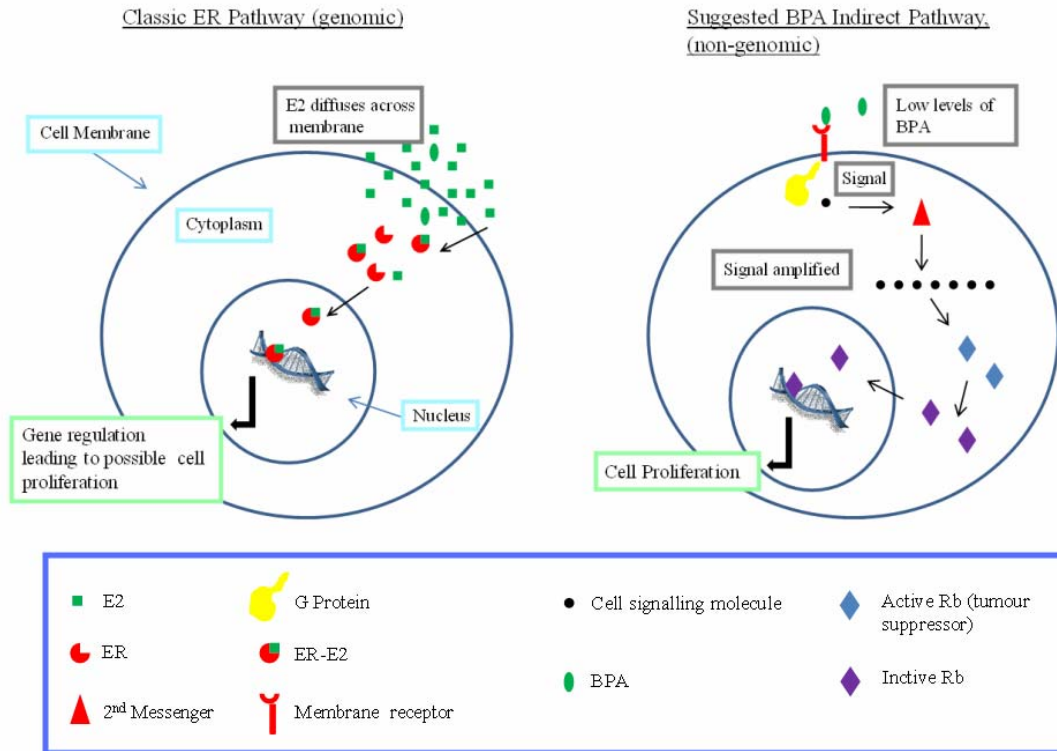 Classic ER Pathway (genomic)
Suggested BPA Indirect Pathway,
(non-genomic)
E2 diffuses across
membrane
Cell Membrane
Cytoplasm
Nucleus
Gene regulation
leading to possible cell
proliferation
Low levels of
BPA
Signal
Signal amplified
Cell Proliferation
E2
G Protein
Cell signalling molecule
Active Rb (tumour
suppressor)
ER
ER-E2
BPA
Inctive Rb
2nd Messenger
Membrane receptor